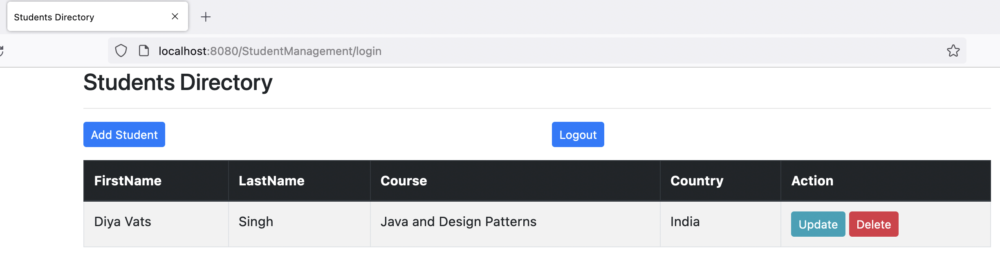 Students Directory
localhost:8080/StudentManagement/login
Students Directory
Add Student Logout
FirstName LastName Course Country Action
Diya Vats Singh Java and Design Patterns India Update Delete